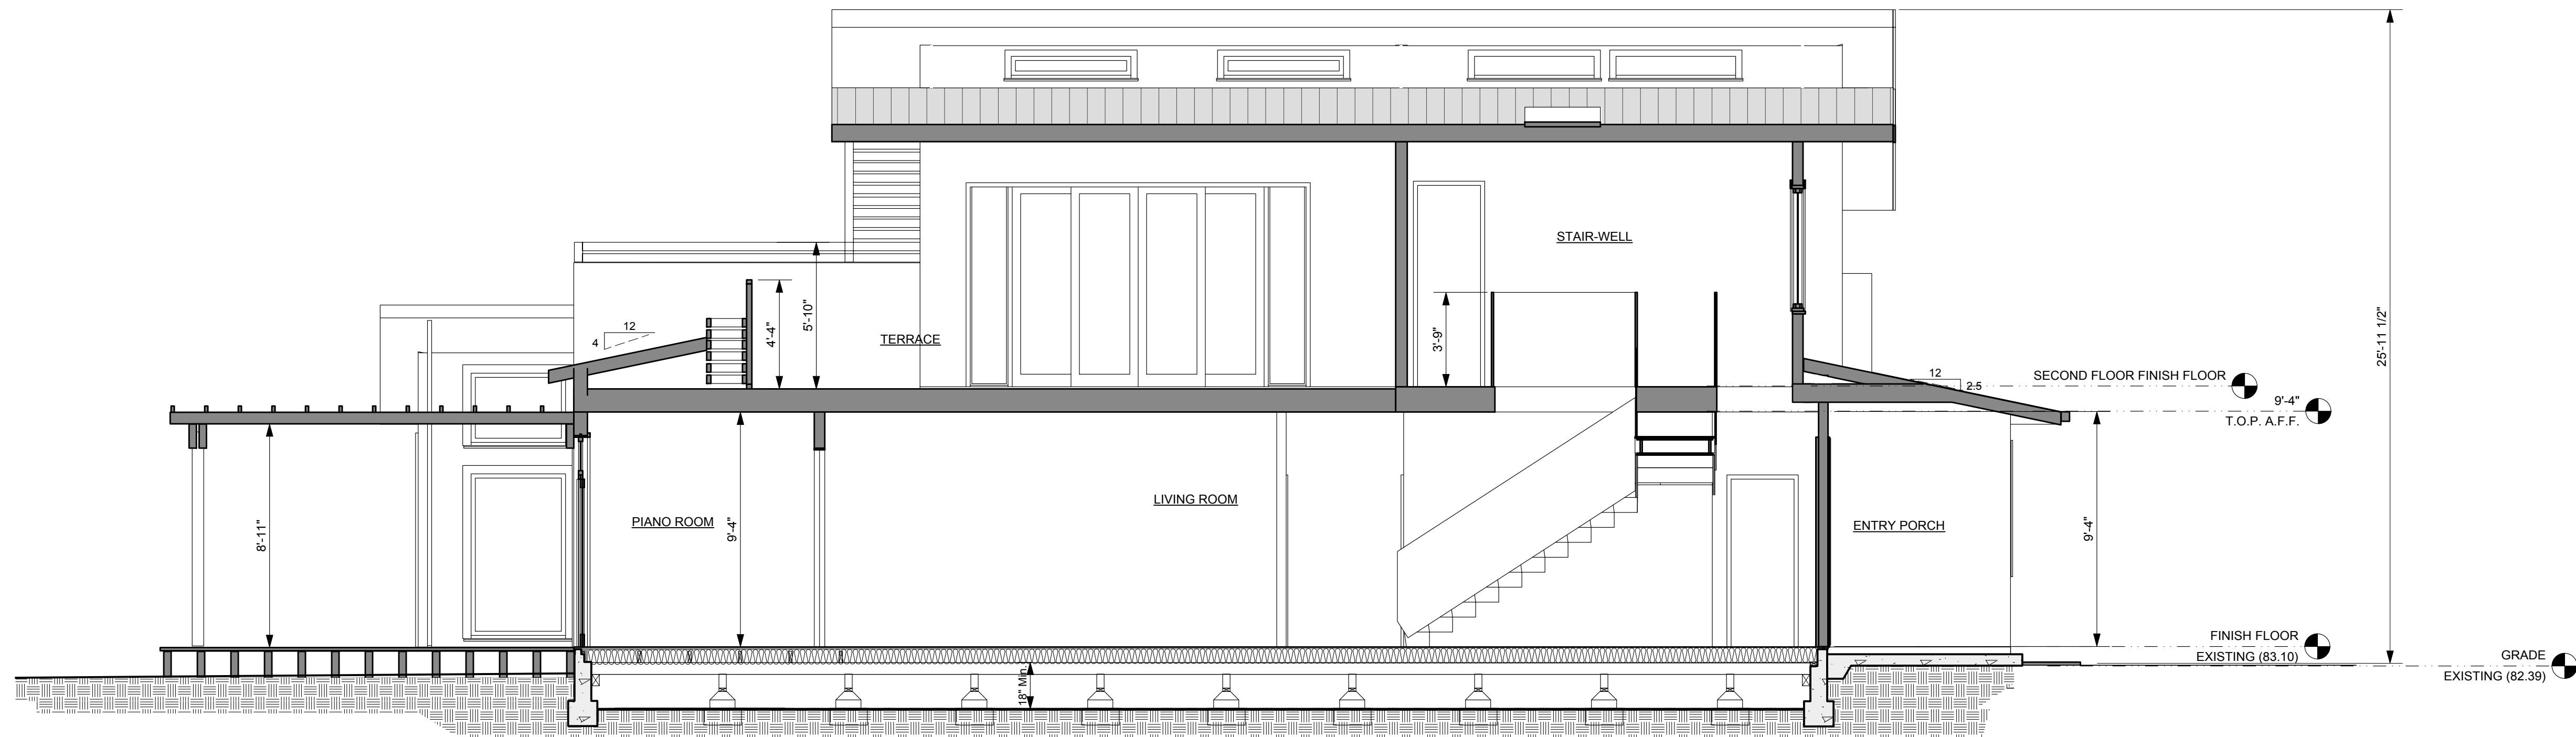 25'-11 1/2"
STAIR-WELL
5'-10"
12
4
4'-4"
TERRACE
3'-9"
12
2.5
SECOND FLOOR FINISH FLOOR
9'-4"
T.O.P. A.F.F.
8'-11"
PIANO ROOM
9'-4"
LIVING ROOM
ENTRY PORCH
9'-4"
FINISH FLOOR
EXISTING (83.10)
GRADE
EXISTING (82.39)
18" Min.